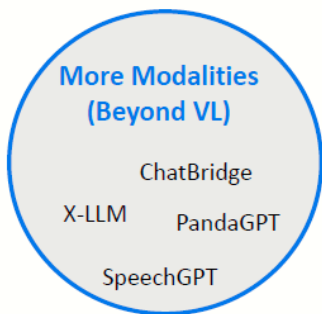 More Modalities
(Beyond VL)
ChatBridge
X-LLM
PandaGPT
SpeechGPT